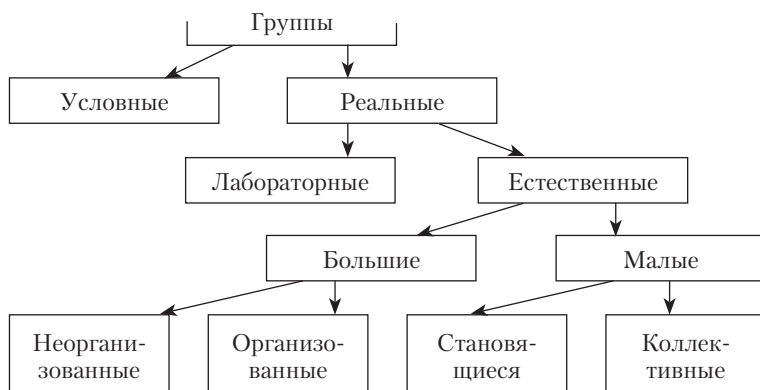 Группы
Условные
Реальные
Лабораторные
Естественные
Большие
Малые
Неоргани-
зованные
Организо-
ванные
Становя-
щиеся
Коллек-
тивные